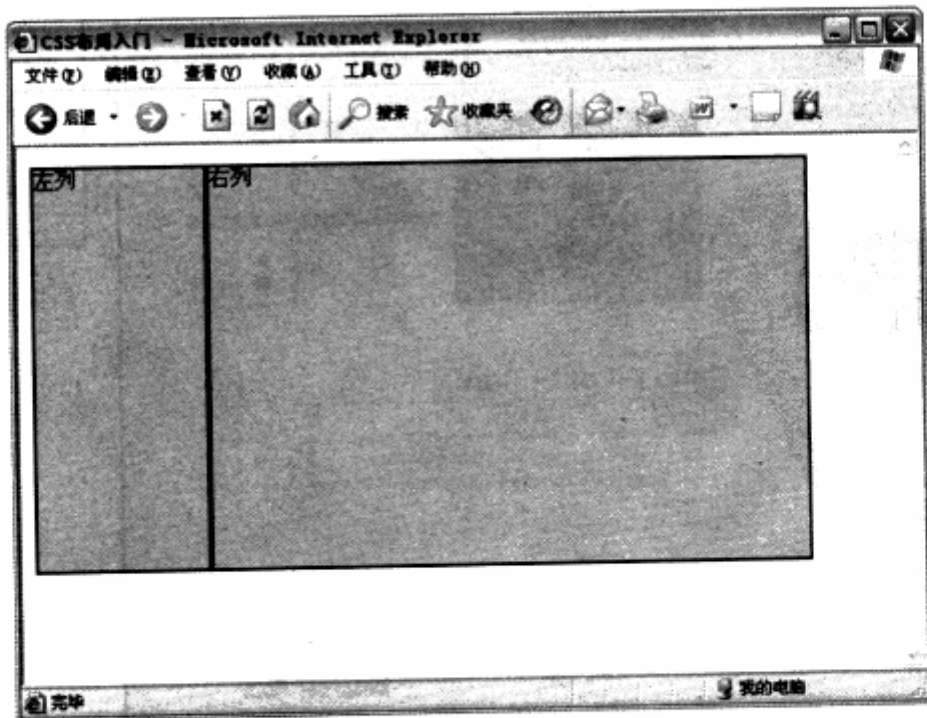 CSS布局入门 - Microsoft Internet Explorer
文件(F) 编辑(E) 查看(V) 收藏(A) 工具(T) 帮助(H)
后退 搜索 收藏夹 W
左列 右列
完毕 我的电脑